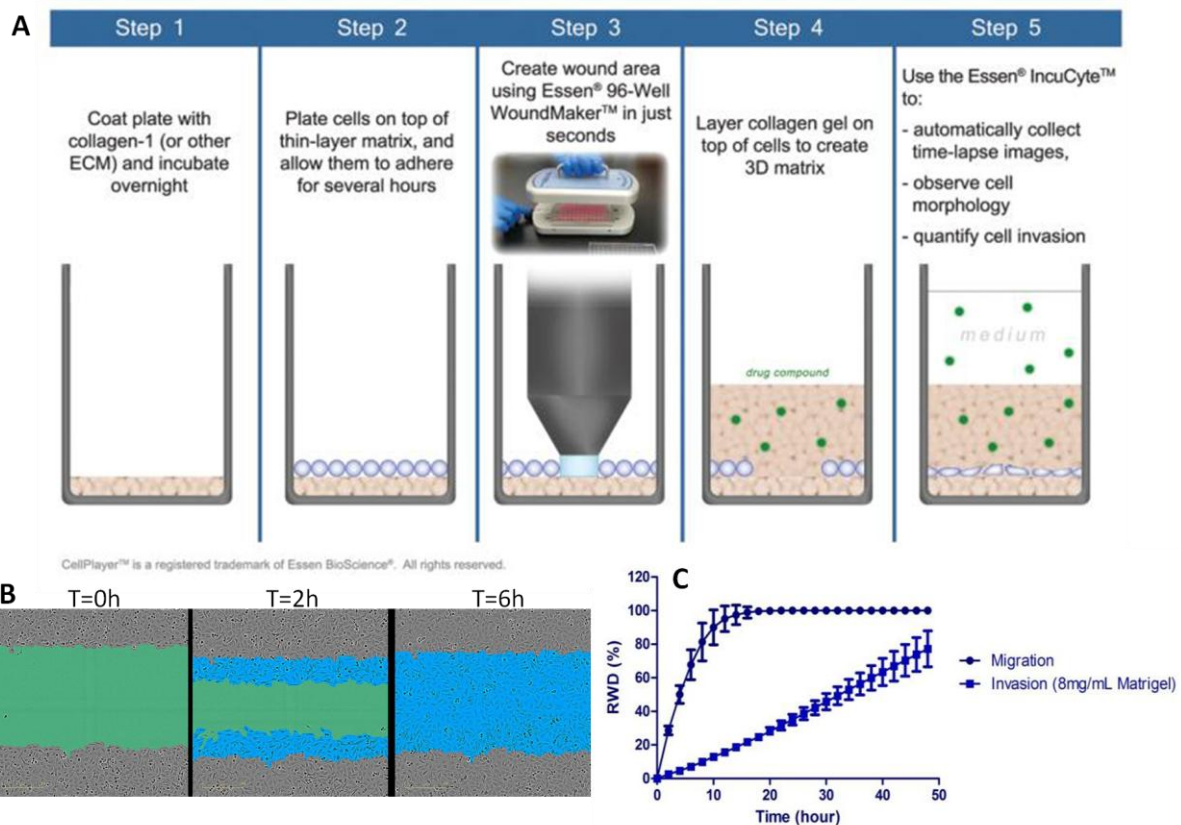 A
Step 1
Step 2
Step 3
Step 4
Step 5
Coat plate with
collagen-1 (or other
ECM) and incubate
overnight
Plate cells on top of
thin-layer matrix, and
allow them to adhere
for several hours
Create wound area
using Essen® 96-Well
WoundMaker™ in just
seconds
Layer collagen gel on
top of cells to create
3D matrix
Use the Essen® IncuCyte™
to:
- automatically collect
time-lapse images,
- observe cell
morphology
- quantify cell invasion
drug compound
medium
CellPlayer™ is a registered trademark of Essen BioScience®. All rights reserved.
B
T=0h
T=2h
T=6h
C
RWD (%)
120
100
80
60
40
20
0
0 10 20 30 40 50
Time (hour)
Migration
Invasion (8mg/mL Matrigel)